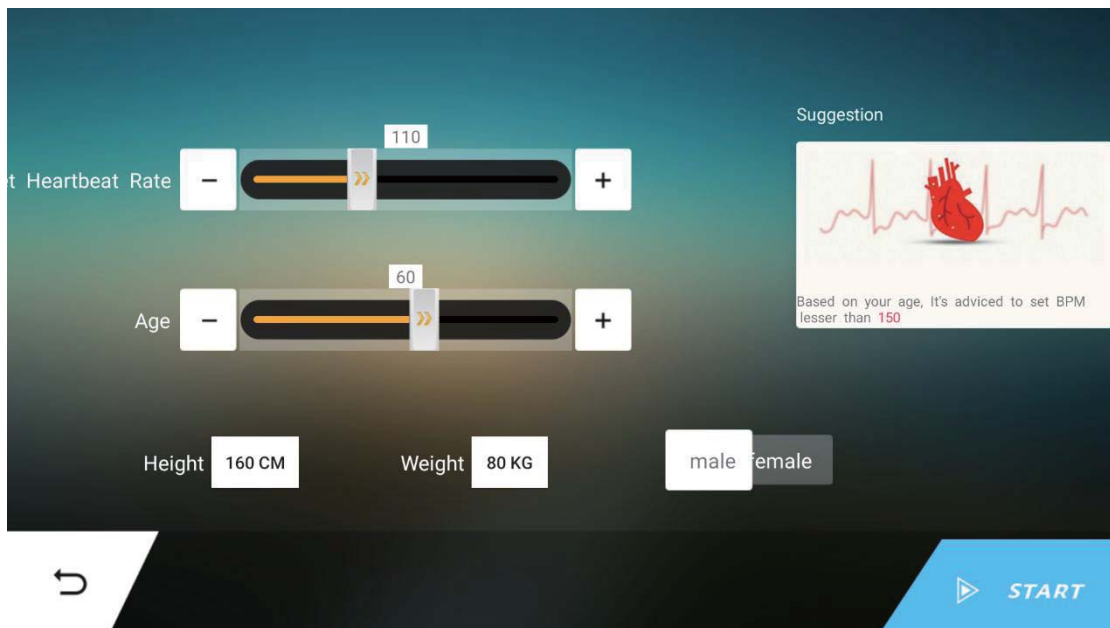 Suggestion
110
t Heartbeat Rate
−
+
Based on your age, It's adviced to set BPM
lesser than 150
60
Age
−
+
Height
160 CM
Weight
80 KG
male
female
START